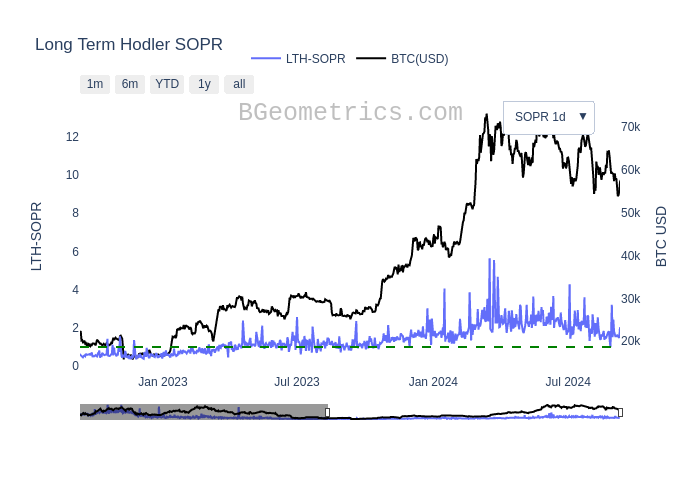 Long Term Hodler SOPR
LTH-SOPR
BTC(USD)
1m 6m YTD 1y all
BGeometrics.com
SOPR 1d ▼
12
10
8
6
4
2
0
LTH-SOPR
70k
60k
50k
40k
30k
20k
BTC USD
Jan 2023 Jul 2023 Jan 2024 Jul 2024